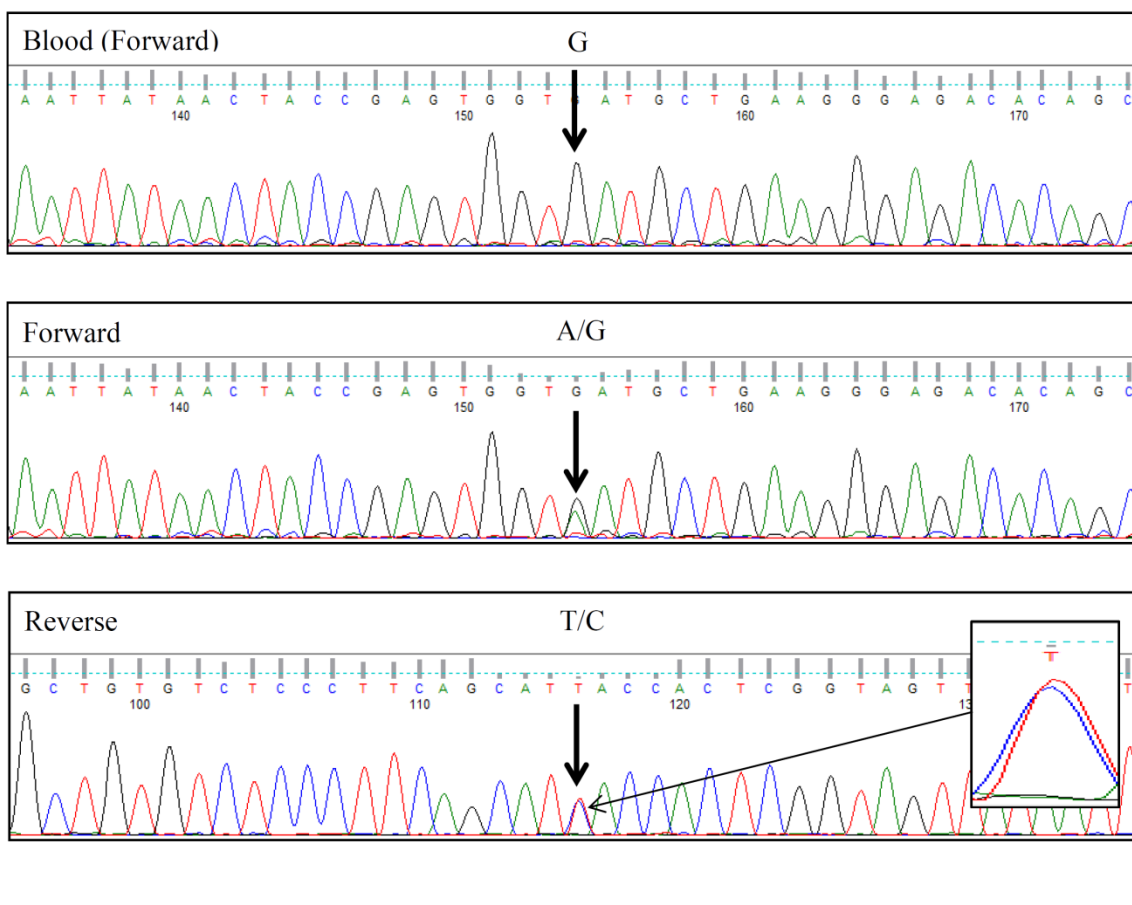 Blood (Forward) G
A A T T A T A A C T A C C G A G T G G T G A T G C T G A A G G G A G A C A C A G C
140 150 160 170
Forward A/G
A A T T A T A A C T A C C G A G T G G T G A T G C T G A A G G G A G A C A C A G C
140 150 160 170
Reverse T/C
G C T G T G T C T C C C T T C A G C A T T A C C A C T C G G T A G T T T
100 110 120
T